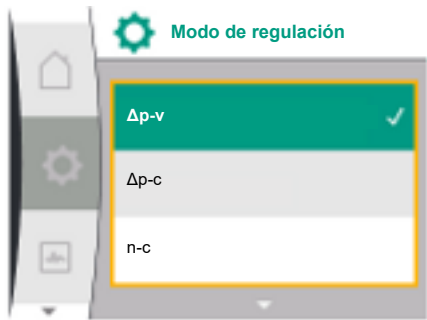 Modo de regulación
Δp-v
Δp-c
n-c